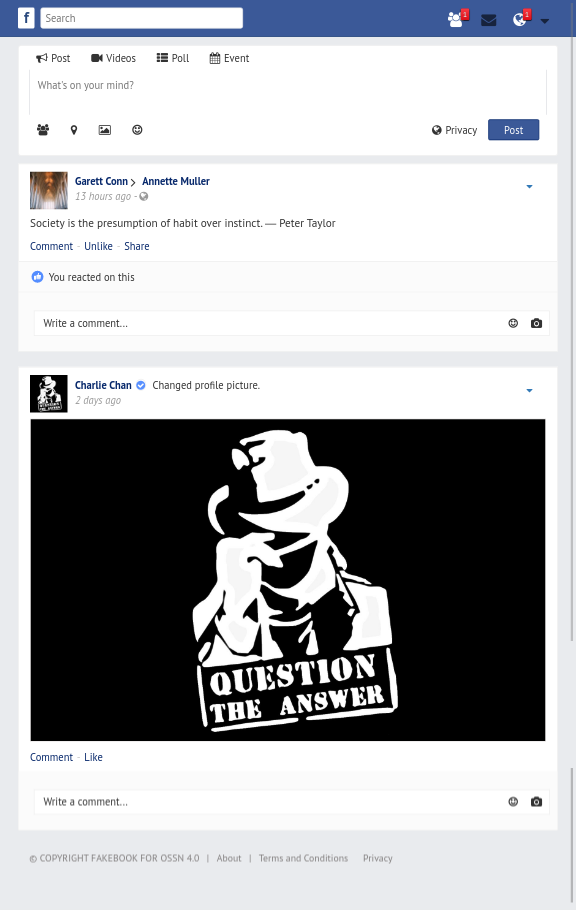 f Search 1 1
Post Videos Poll Event
What's on your mind?
Privacy Post
Garett Conn Annette Muller
13 hours ago -
Society is the presumption of habit over instinct. — Peter Taylor
Comment · Unlike · Share
You reacted on this
Write a comment...
Charlie Chan Changed profile picture.
2 days ago
QUESTION
THE ANSWER
QUESTION
THE ANSWER
Comment · Like
Write a comment...
© COPYRIGHT FAKEBOOK FOR OSSN 4.0 | About | Terms and Conditions Privacy